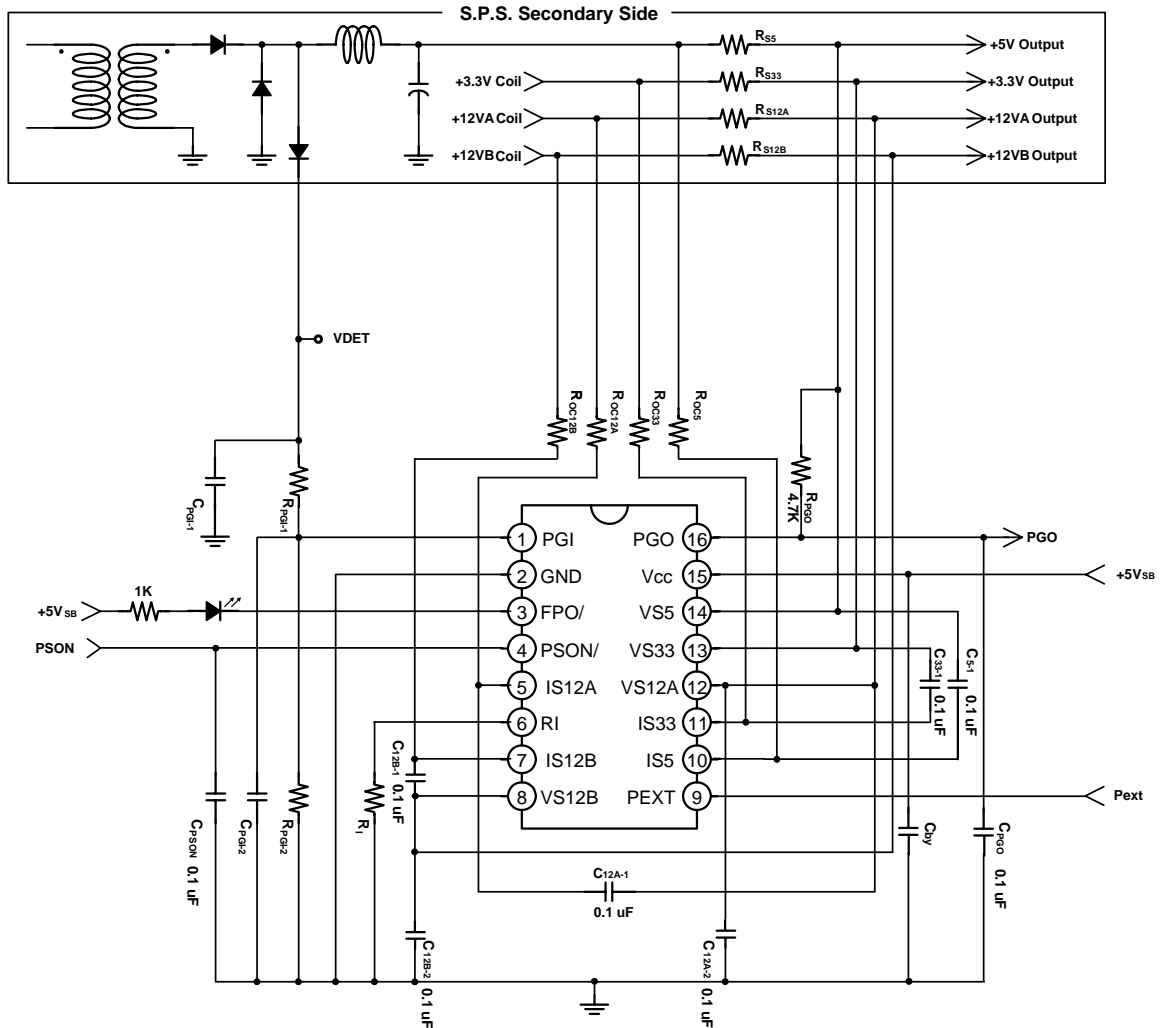 S.P.S. Secondary Side
RS5
+5V Output
+3.3V Coil
RS33
+3.3V Output
+12VA Coil
RS12A
+12VA Output
+12VB Coil
RS12B
+12VB Output
VDET
ROC12B
ROC12A
ROC33
ROC5
RPGO
4.7K
CPGI-1
RPGI-1
1 PGI
PGO 16
PGO
2 GND
Vcc 15
+5VSB
1K
+5VSB
3 FPO/
VS5 14
PSON
4 PSON/
VS33 13
C33-1
0.1 uF
C5-1
0.1 uF
5 IS12A
VS12A 12
6 RI
IS33 11
7 IS12B
IS5 10
C12B-1
0.1 uF
8 VS12B
PEXT 9
Pext
CPSON 0.1 uF
CPGI-2
RPGI-2
RI
Cby
CPGO 0.1 uF
C12A-1
0.1 uF
C12B-2 0.1 uF
C12A-2 0.1 uF